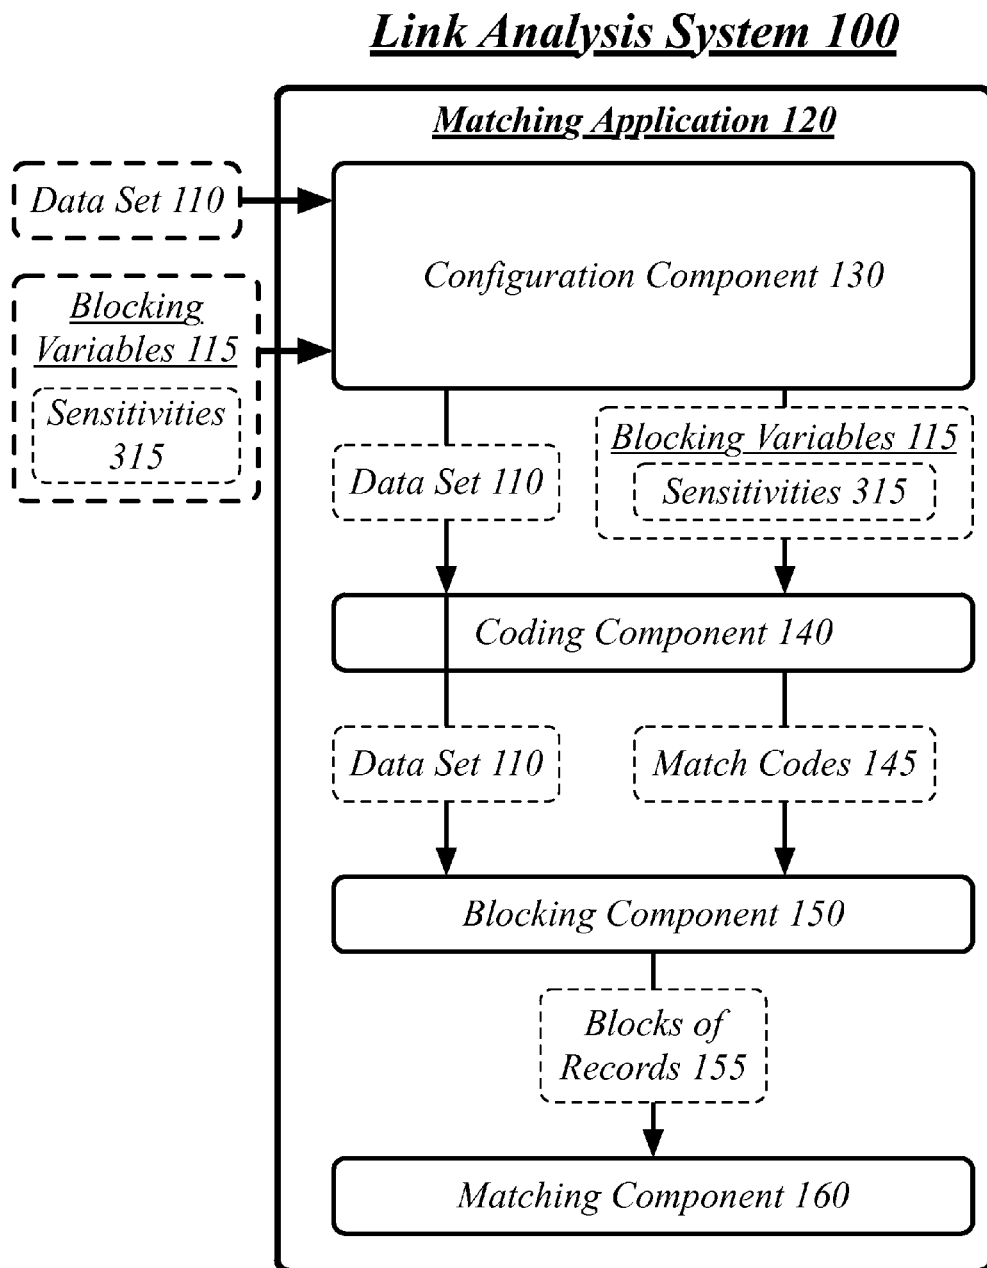 Link Analysis System 100
Matching Application 120
Data Set 110
Configuration Component 130
Blocking
Variables 115
Sensitivities
315
Data Set 110
Blocking Variables 115
Sensitivities 315
Coding Component 140
Data Set 110
Match Codes 145
Blocking Component 150
Blocks of
Records 155
Matching Component 160